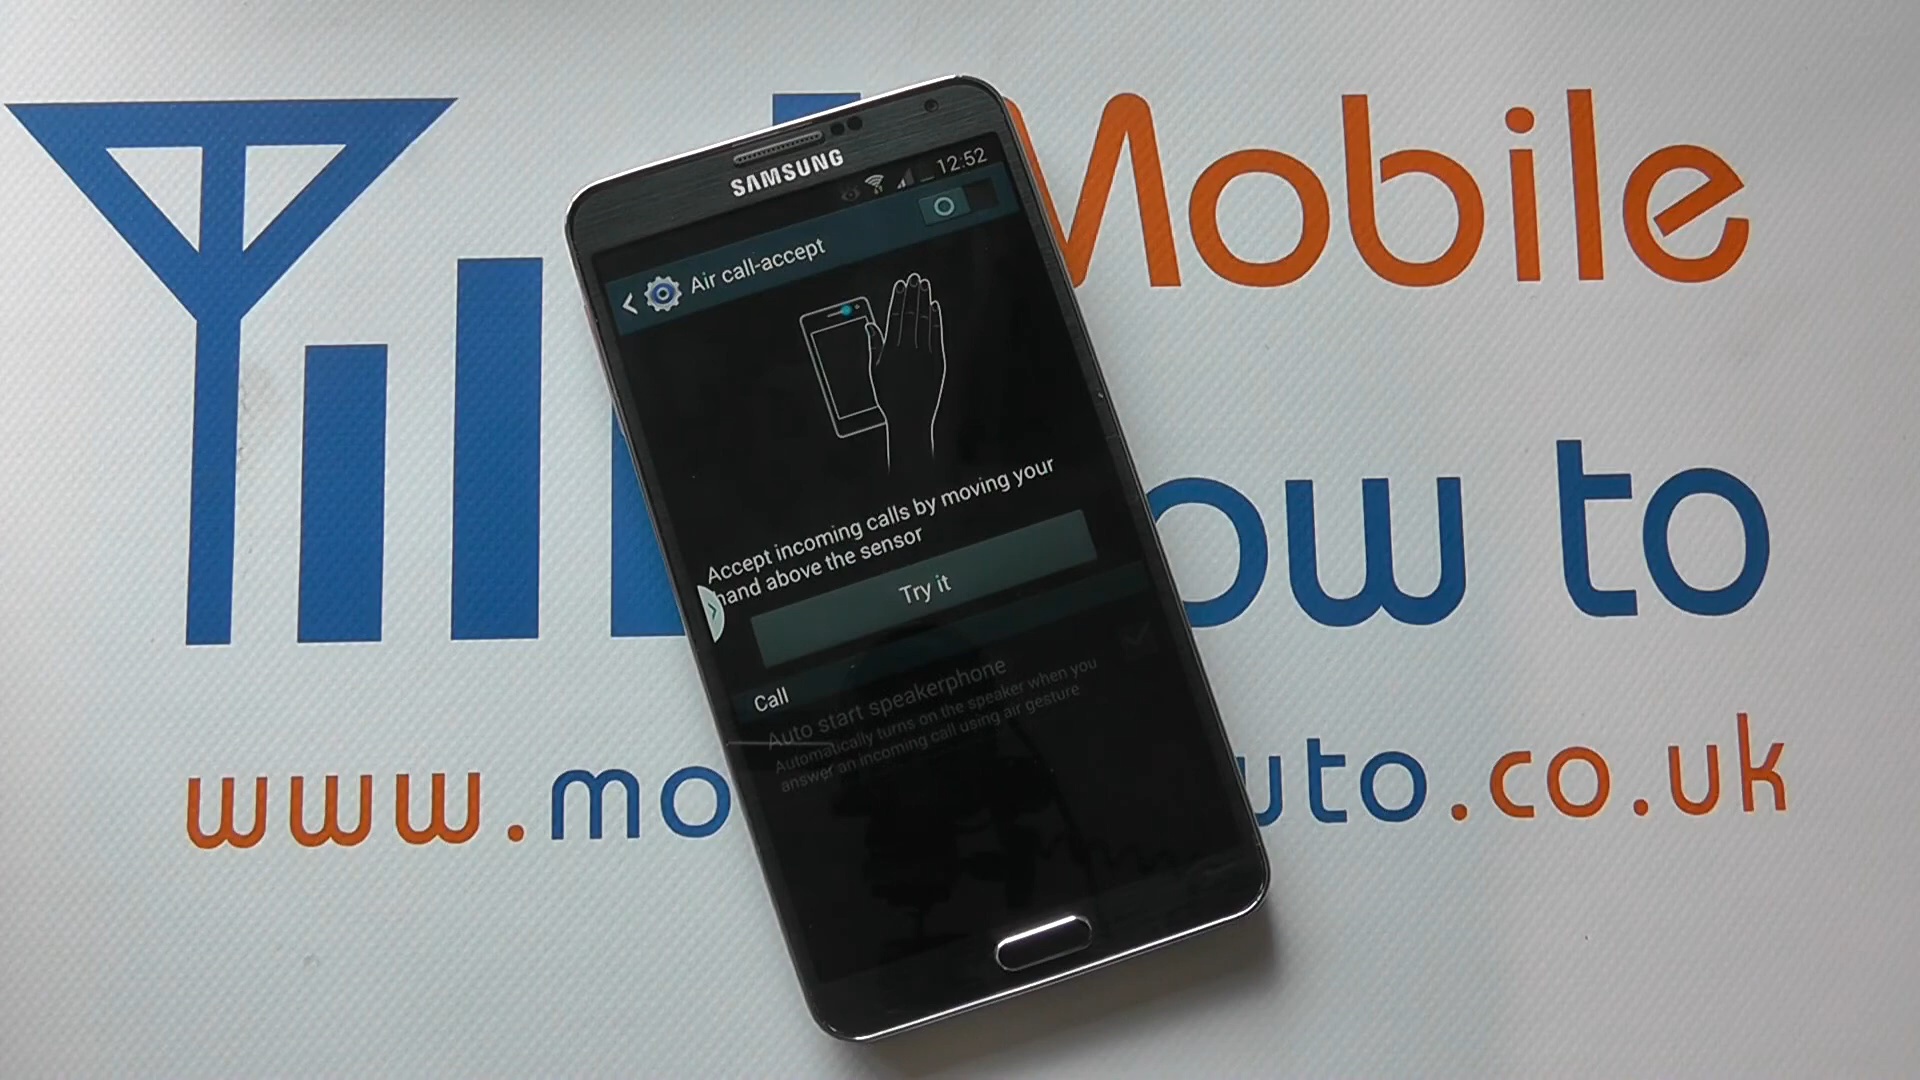 Mobile
ow to
www.mo uto.co.uk
SAMSUNG
12:52
Air call-accept
Accept incoming calls by moving your
hand above the sensor
Try it
Call
Auto start speakerphone
Automatically turns on the speaker when you
answer an incoming call using air gesture